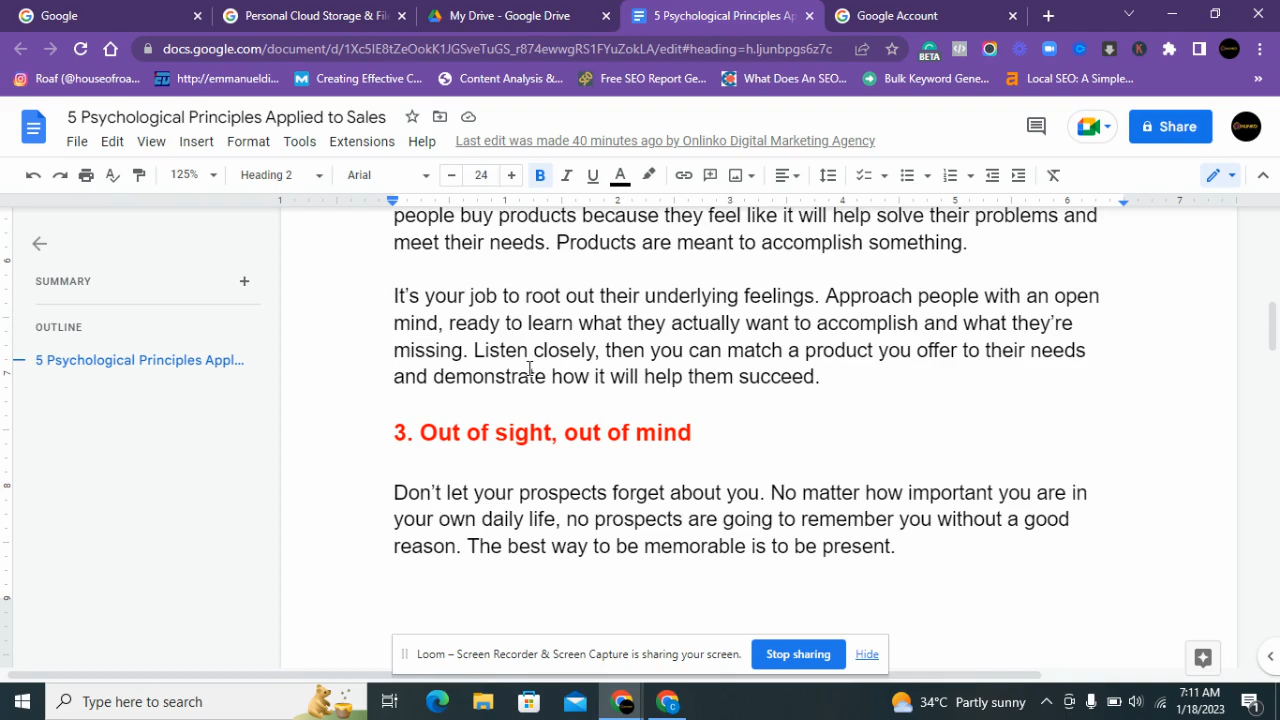 Google
Personal Cloud Storage & Fil
My Drive - Google Drive
5 Psychological Principles Ap
Google Account
docs.google.com/document/d/1Xc5IE8tZeOokK1JGSveTuGS_r874ewwgRS1FYuZokLA/edit#heading=h.ljunbpgs6z7c
BETA
Roaf (@houseofroa...
http://emmanueldi...
Creating Effective C...
Content Analysis &...
Free SEO Report Ge...
What Does An SEO...
Bulk Keyword Gene...
Local SEO: A Simple...
5 Psychological Principles Applied to Sales
File Edit View Insert Format Tools Extensions Help
Last edit was made 40 minutes ago by Onlinko Digital Marketing Agency
Share
125%
Heading 2
Arial
24
B I U A
1 1 2 3 4 5 6 7
SUMMARY
OUTLINE
5 Psychological Principles Appl...
people buy products because they feel like it will help solve their problems and
meet their needs. Products are meant to accomplish something.
It's your job to root out their underlying feelings. Approach people with an open
mind, ready to learn what they actually want to accomplish and what they're
missing. Listen closely, then you can match a product you offer to their needs
and demonstrate how it will help them succeed.
3. Out of sight, out of mind
Don't let your prospects forget about you. No matter how important you are in
your own daily life, no prospects are going to remember you without a good
reason. The best way to be memorable is to be present.
Loom – Screen Recorder & Screen Capture is sharing your screen.
Stop sharing
Hide
Type here to search
34°C Partly sunny
7:11 AM
1/18/2023